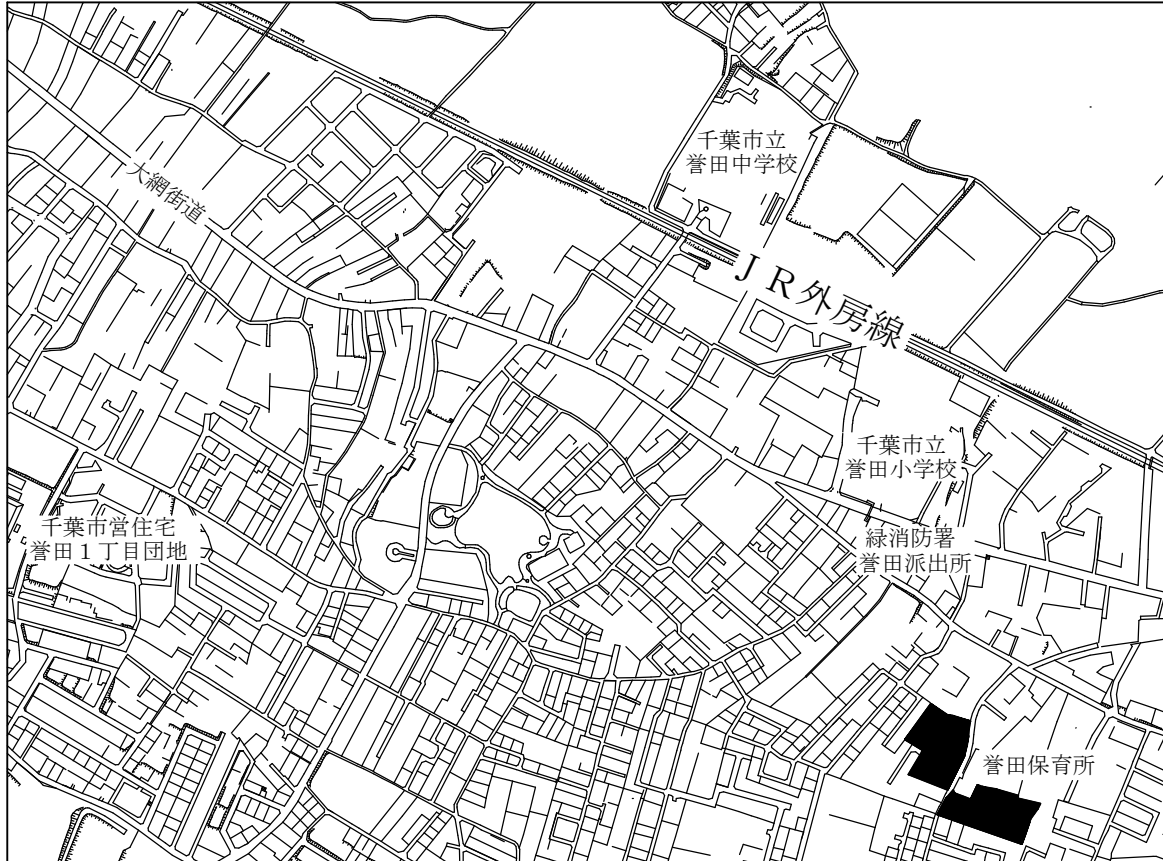 千葉市立
誉田中学校
大網街道
ＪＲ外房線
千葉市立
誉田小学校
千葉市営住宅
誉田１丁目団地
緑消防署
誉田派出所
誉田保育所